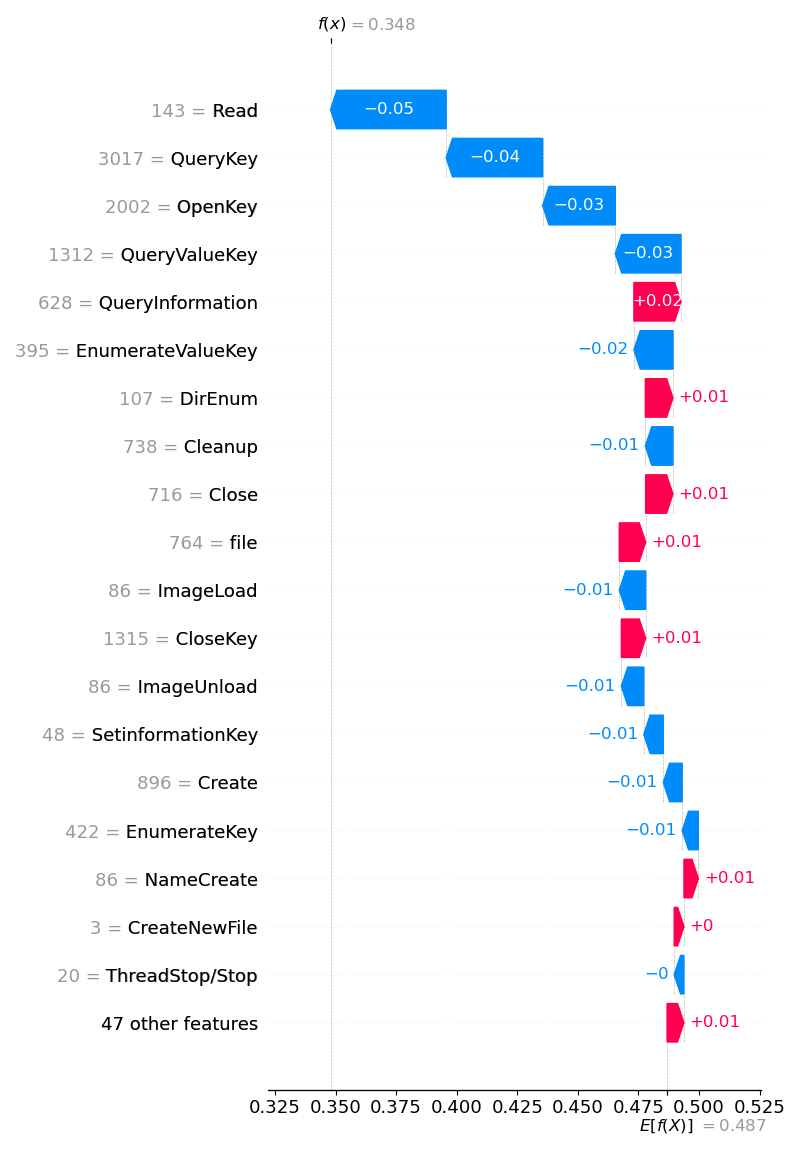 f(x) = 0.348
143 = Read −0.05
3017 = QueryKey −0.04
2002 = OpenKey −0.03
1312 = QueryValueKey −0.03
628 = QueryInformation +0.02
395 = EnumerateValueKey −0.02
107 = DirEnum +0.01
738 = Cleanup −0.01
716 = Close +0.01
764 = file +0.01
86 = ImageLoad −0.01
1315 = CloseKey +0.01
86 = ImageUnload −0.01
48 = SetinformationKey −0.01
896 = Create −0.01
422 = EnumerateKey −0.01
86 = NameCreate +0.01
3 = CreateNewFile +0
20 = ThreadStop/Stop −0
47 other features +0.01
0.325 0.350 0.375 0.400 0.425 0.450 0.475 0.500 0.525
E[f(X)] = 0.487